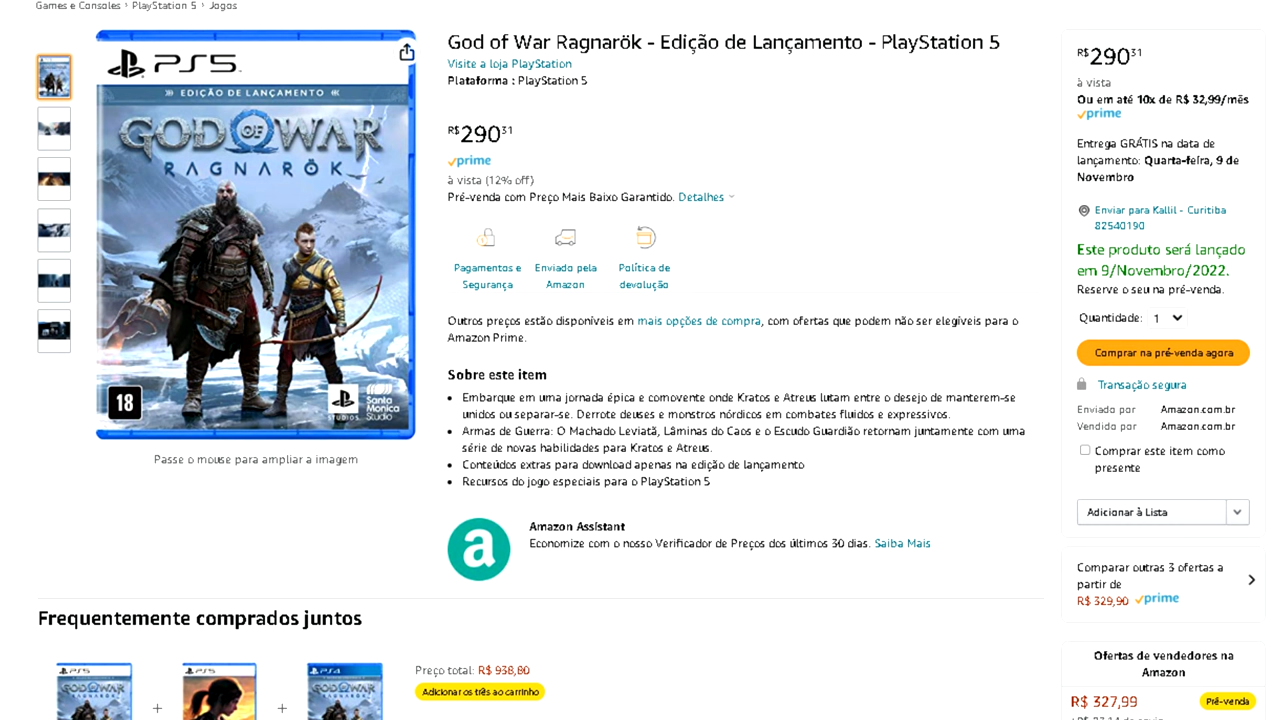 Games e Consoles › PlayStation 5 › Jogos
PS5
EDIÇÃO DE LANÇAMENTO
GOD OF WAR
RAGNARÖK
18
STUDIOS
Santa
Monica
Studio
Passe o mouse para ampliar a imagem
God of War Ragnarök - Edição de Lançamento - PlayStation 5
Visite a loja PlayStation
Plataforma : PlayStation 5
R$ 290 31
prime
à vista (12% off)
Pré-venda com Preço Mais Baixo Garantido. Detalhes
Pagamentos e
Segurança
Enviado pela
Amazon
Política de
devolução
Outros preços estão disponíveis em mais opções de compra, com ofertas que podem não ser elegíveis para o
Amazon Prime.
Sobre este item
• Embarque em uma jornada épica e comovente onde Kratos e Atreus lutam entre o desejo de manterem-se
unidos ou separar-se. Derrote deuses e monstros nórdicos em combates fluidos e expressivos.
• Armas de Guerra: O Machado Leviatã, Lâminas do Caos e o Escudo Guardião retornam juntamente com uma
série de novas habilidades para Kratos e Atreus.
• Conteúdos extras para download apenas na edição de lançamento
• Recursos do jogo especiais para o PlayStation 5
a
Amazon Assistant
Economize com o nosso Verificador de Preços dos últimos 30 dias. Saiba Mais
R$ 290 31
à vista
Ou em até 10x de R$ 32,99/mês
prime
Entrega GRÁTIS na data de
lançamento: Quarta-feira, 9 de
Novembro
Enviar para Kallil - Curitiba
82540190
Este produto será lançado
em 9/Novembro/2022.
Reserve o seu na pré-venda.
Quantidade: 1
Comprar na pré-venda agora
Transação segura
Enviado por Amazon.com.br
Vendido por Amazon.com.br
Comprar este item como
presente
Adicionar à Lista
Comparar outras 3 ofertas a
partir de
R$ 329,90 prime
Ofertas de vendedores na
Amazon
R$ 327,99 Pré-venda
Frequentemente comprados juntos
PS5
GOD OF WAR
RAGNARÖK
+
PS5
+
PS4
GOD OF WAR
RAGNARÖK
Preço total: R$ 938,80
Adicionar os três ao carrinho